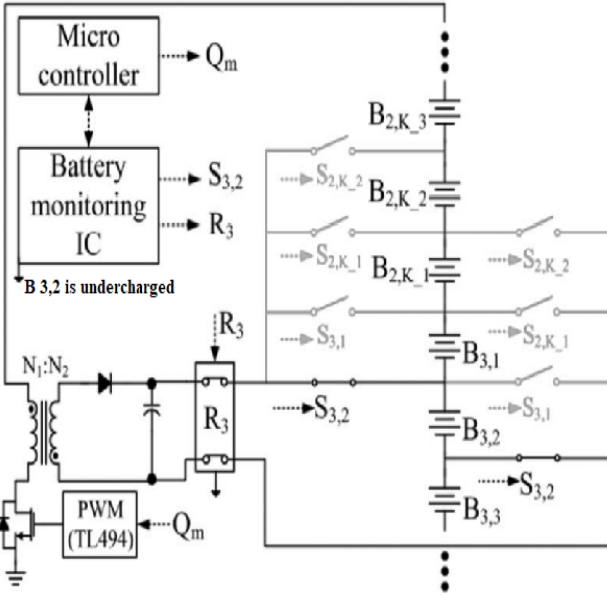 Micro
controller
Qm
Battery
monitoring
IC
S3,2
R3
B 3,2 is undercharged
B2,K_3
S2,K_2
B2,K_2
S2,K_1
B2,K_1
S2,K_2
S3,1
S2,K_1
B3,1
R3
N1:N2
R3
S3,2
S3,1
B3,2
S3,2
B3,3
PWM
(TL494)
Qm